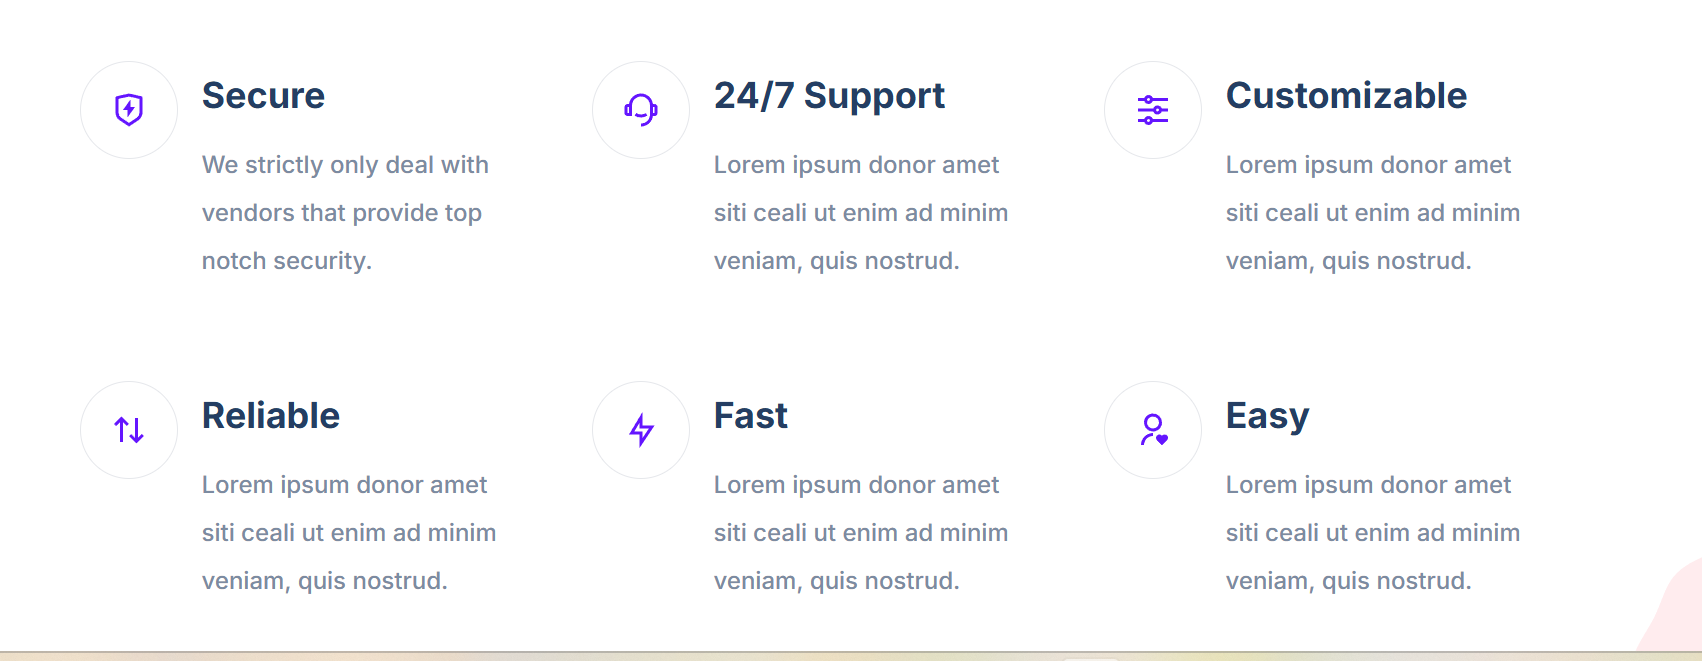 Secure
We strictly only deal with
vendors that provide top
notch security.
24/7 Support
Lorem ipsum donor amet
siti ceali ut enim ad minim
veniam, quis nostrud.
Customizable
Lorem ipsum donor amet
siti ceali ut enim ad minim
veniam, quis nostrud.
Reliable
Lorem ipsum donor amet
siti ceali ut enim ad minim
veniam, quis nostrud.
Fast
Lorem ipsum donor amet
siti ceali ut enim ad minim
veniam, quis nostrud.
Easy
Lorem ipsum donor amet
siti ceali ut enim ad minim
veniam, quis nostrud.